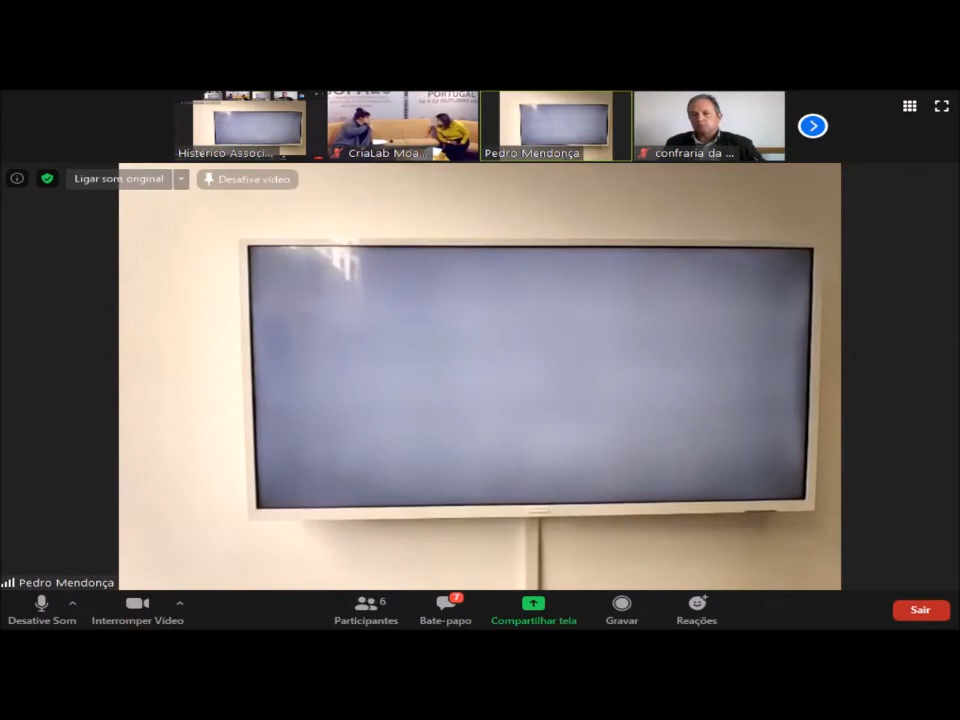 PORTUGAL
Histérico Associ...
CriaLab Moa...
Pedro Mendonça
confraria da ...
Ligar som original
Desafixe vídeo
Pedro Mendonça
Desative Som
Interromper Vídeo
6
Participantes
7
Bate-papo
Compartilhar tela
Gravar
Reações
Sair